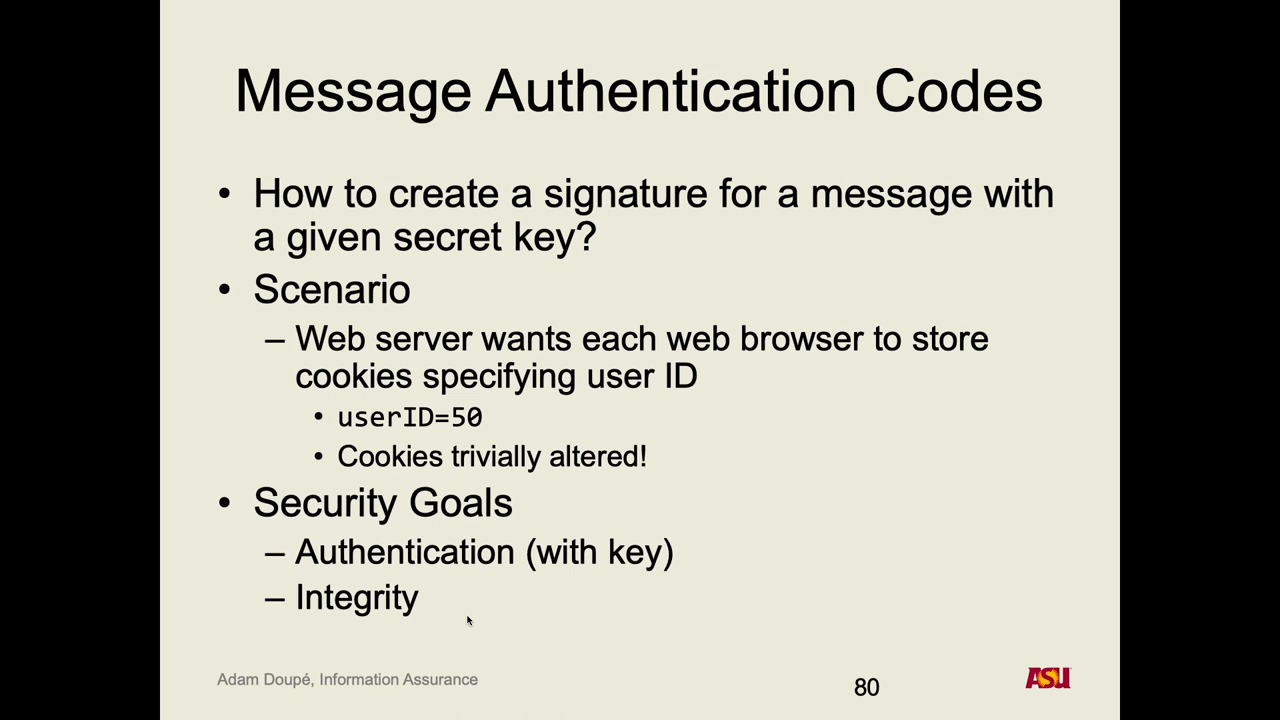 Message Authentication Codes
• How to create a signature for a message with
a given secret key?
• Scenario
– Web server wants each web browser to store
cookies specifying user ID
• userID=50
• Cookies trivially altered!
• Security Goals
– Authentication (with key)
– Integrity
Adam Doupé, Information Assurance
80
ASU